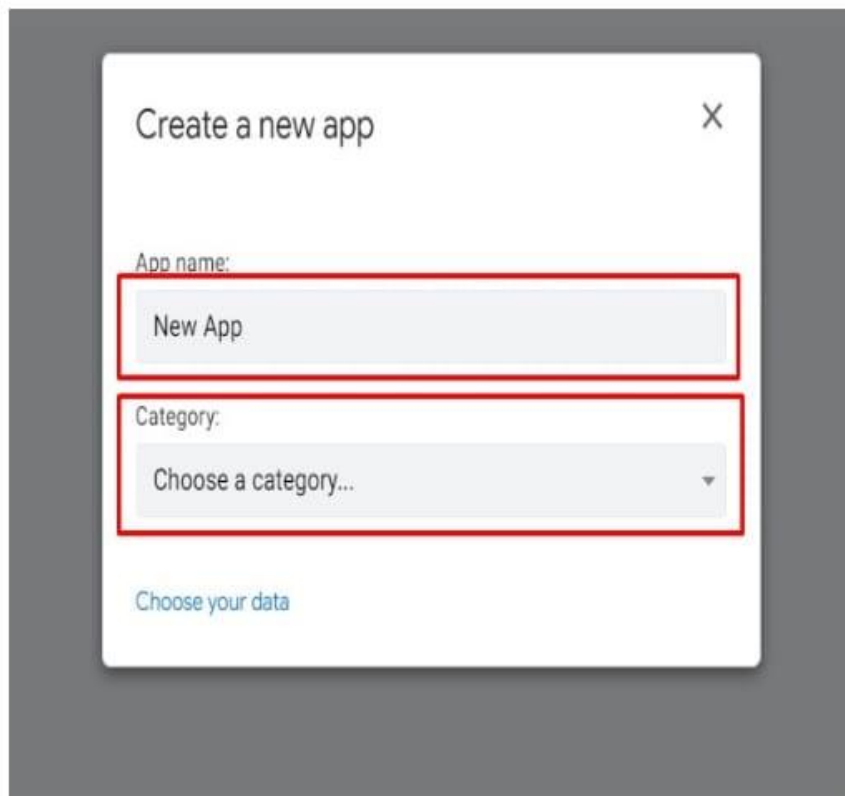 Create a new app
App name:
New App
Category:
Choose a category...
Choose your data